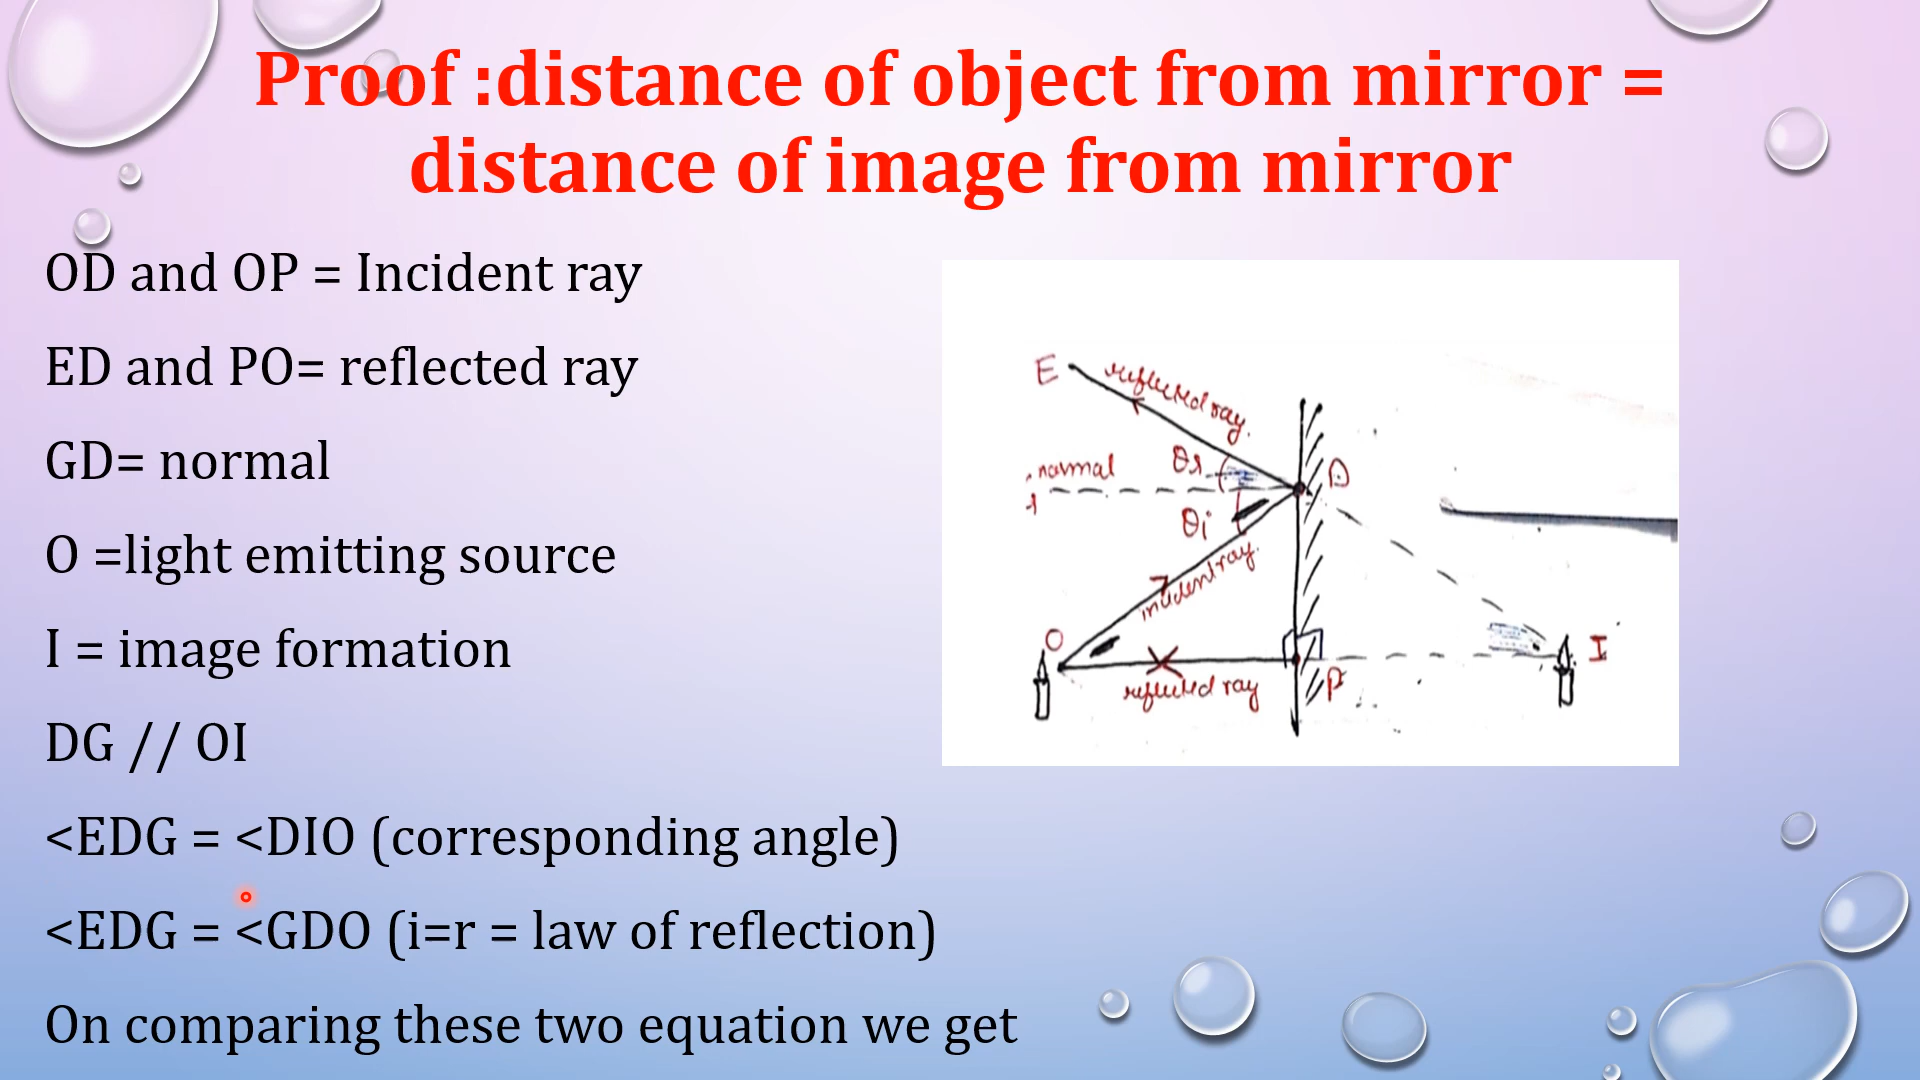 Proof :distance of object from mirror =
distance of image from mirror
OD and OP = Incident ray
ED and PO= reflected ray
GD= normal
O =light emitting source
I = image formation
DG // OI
<EDG = <DIO (corresponding angle)
<EDG = <GDO (i=r = law of reflection)
On comparing these two equation we get
E
reflected ray.
normal
θr
D
θi
incident ray.
O
I
reflected ray
P